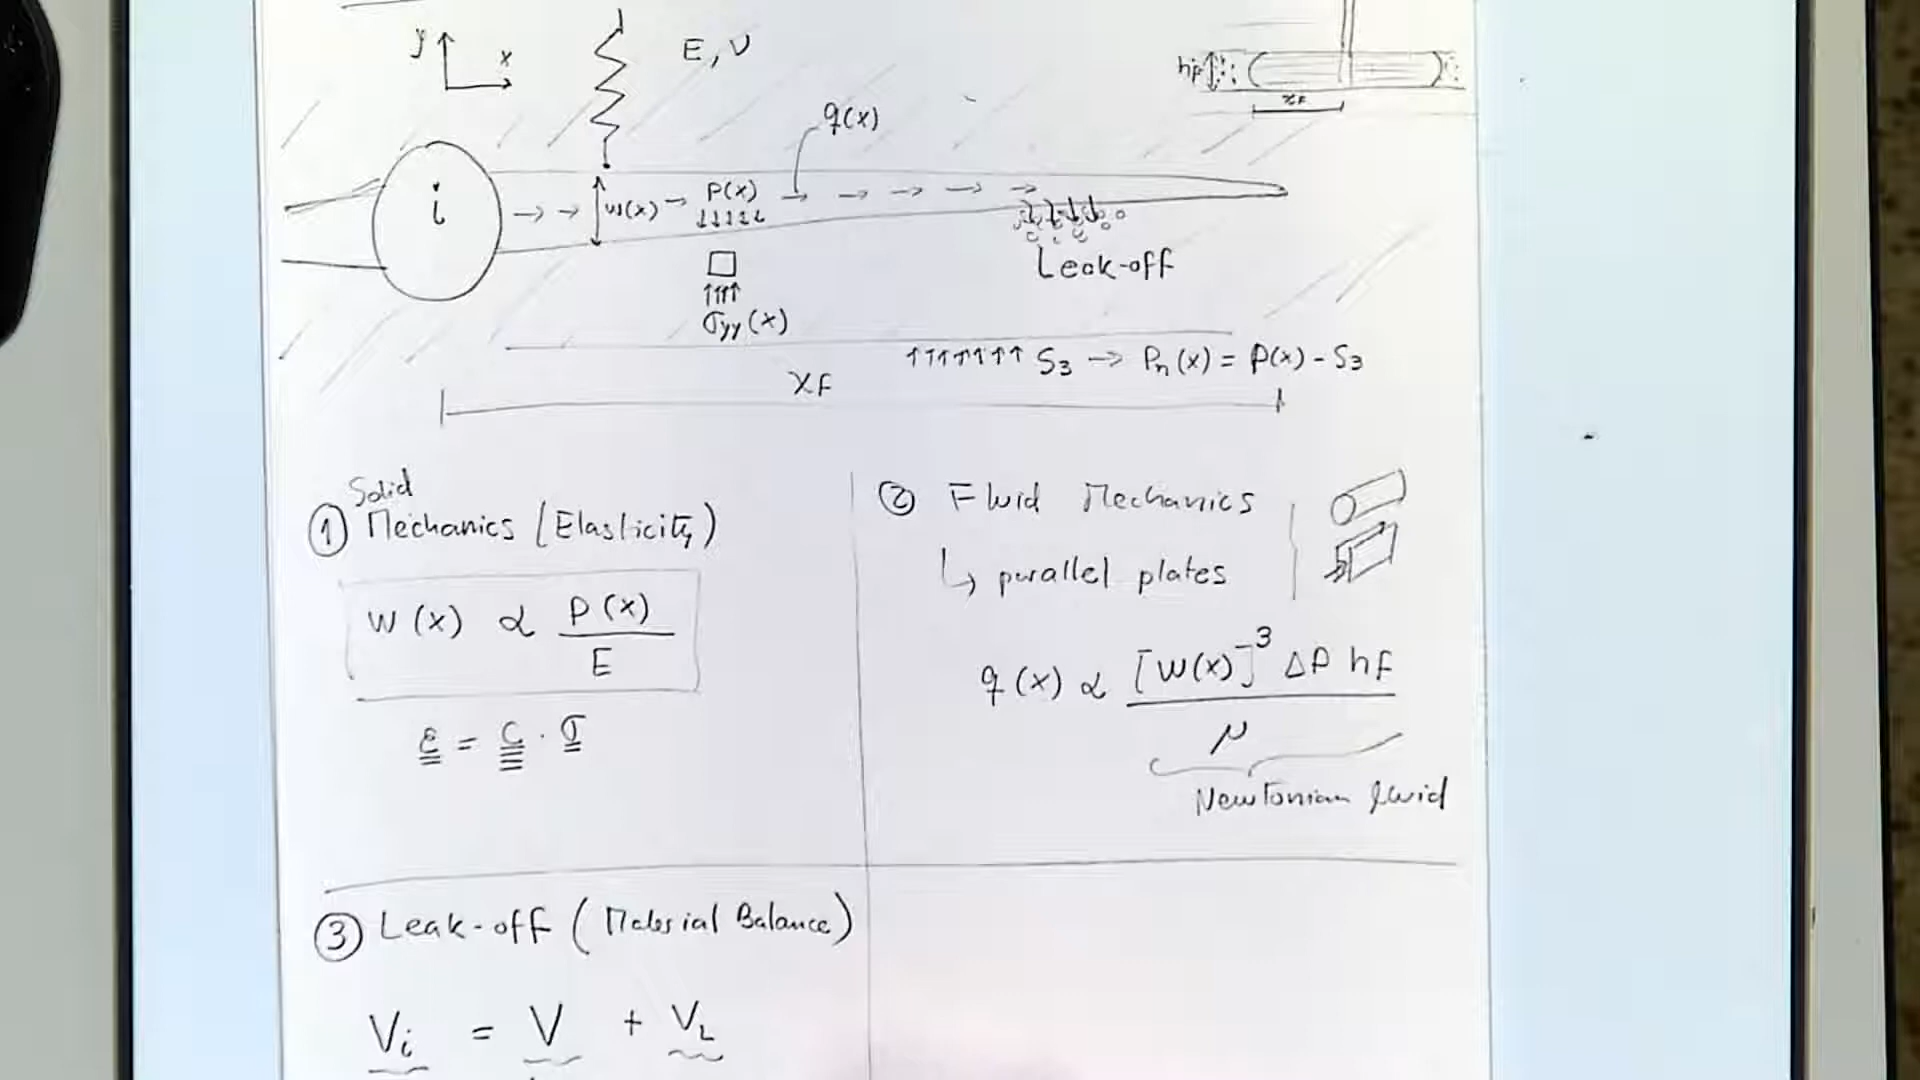 y
x
E, ν
hf
xf
q(x)
i
w(x)
P(x)
Leak-off
σyy(x)
S3 → Pn(x) = P(x) - S3
xf
① Solid Mechanics (Elasticity)
w(x) ∝ P(x) / E
ε = C · σ
② Fluid Mechanics
↳ parallel plates
q(x) ∝ [w(x)]³ ΔP hf / μ
Newtonian fluid
③ Leak-off (Material Balance)
Vi = V + VL